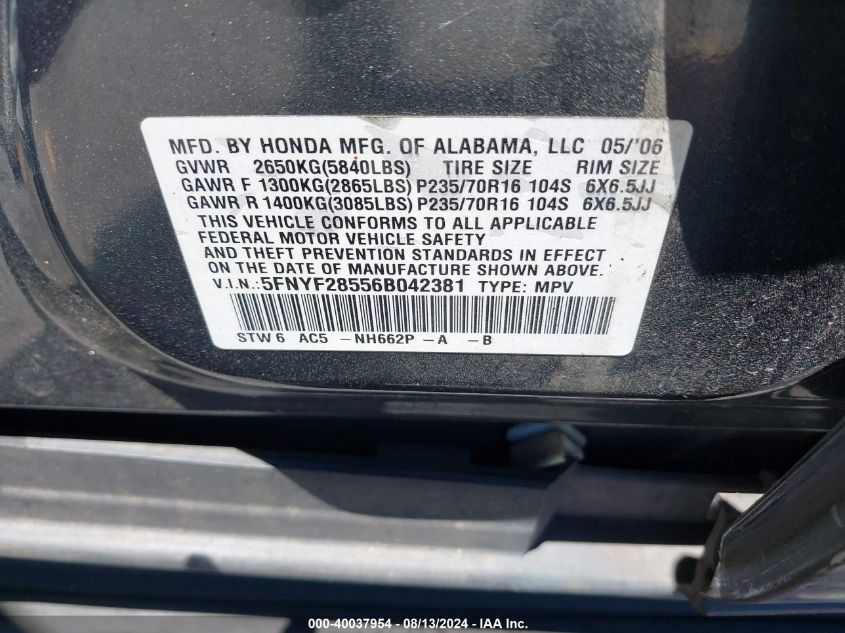 MFD. BY HONDA MFG. OF ALABAMA, LLC 05/'06
GVWR 2650KG(5840LBS) TIRE SIZE RIM SIZE
GAWR F 1300KG(2865LBS) P235/70R16 104S 6X6.5JJ
GAWR R 1400KG(3085LBS) P235/70R16 104S 6X6.5JJ
THIS VEHICLE CONFORMS TO ALL APPLICABLE
FEDERAL MOTOR VEHICLE SAFETY
AND THEFT PREVENTION STANDARDS IN EFFECT
ON THE DATE OF MANUFACTURE SHOWN ABOVE.
V.I.N.: 5FNYF28556B042381 TYPE: MPV
STW 6 AC5 -NH662P -A -B
000-40037954 - 08/13/2024 - IAA Inc.